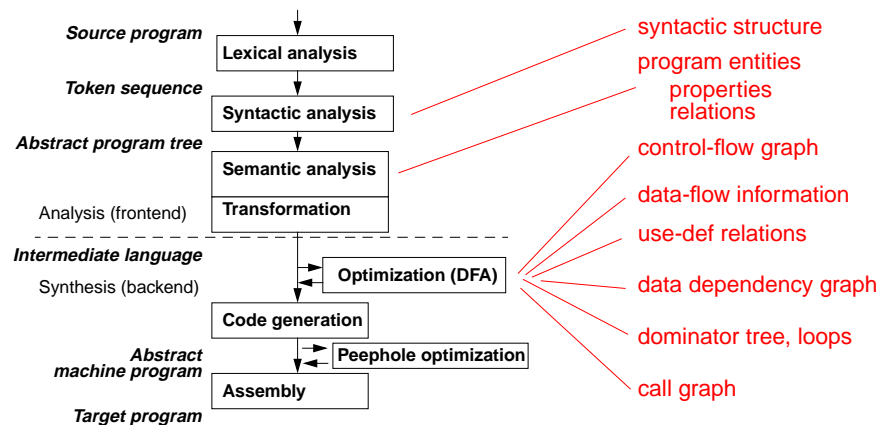 Source program
Lexical analysis
Token sequence
Syntactic analysis
Abstract program tree
Semantic analysis
Analysis (frontend)
Transformation
Intermediate language
Synthesis (backend)
Optimization (DFA)
Code generation
Abstract
machine program
Peephole optimization
Assembly
Target program
syntactic structure
program entities
properties
relations
control-flow graph
data-flow information
use-def relations
data dependency graph
dominator tree, loops
call graph